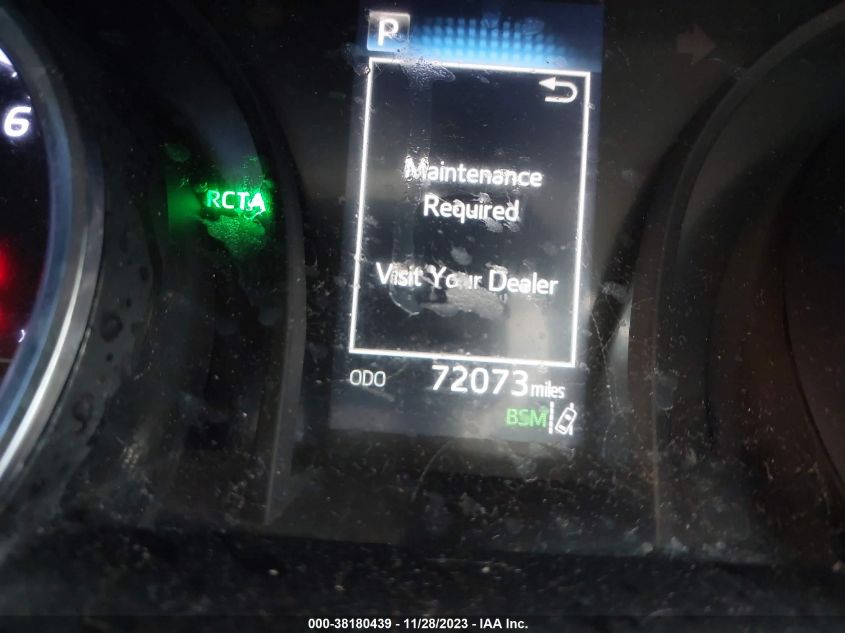 P
6
RCTA
Maintenance
Required
Visit Your Dealer
ODO 72073 miles
BSM
000-38180439 - 11/28/2023 - IAA Inc.